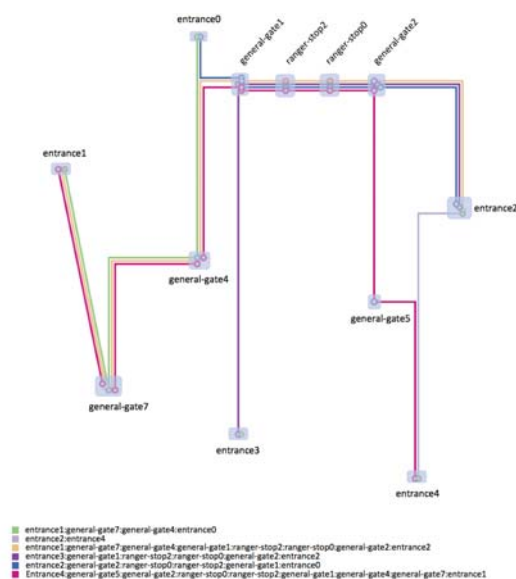 entrance0
general-gate1
ranger-stop2
ranger-stop0
general-gate2
entrance1
entrance2
general-gate4
general-gate5
general-gate7
entrance3
entrance4
entrance1:general-gate7:general-gate4:entrance0
entrance2:entrance4
entrance1:general-gate7:general-gate4:general-gate1:ranger-stop2:ranger-stop0:general-gate2:entrance2
entrance3:general-gate1:ranger-stop2:ranger-stop0:general-gate2:entrance2
entrance2:general-gate2:ranger-stop0:ranger-stop2:general-gate1:entrance0
Entrance4:general-gate5:general-gate2:ranger-stop0:ranger-stop2:general-gate1:general-gate4:general-gate7:entrance1